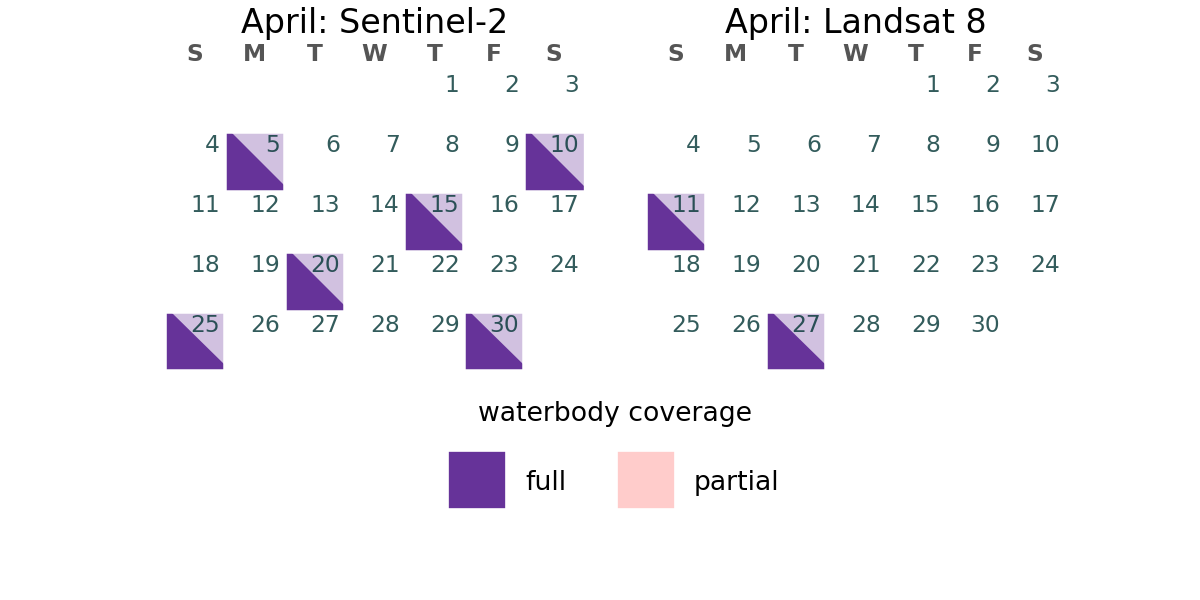 April: Sentinel-2
S M T W T F S
1 2 3
4 5 6 7 8 9 10
11 12 13 14 15 16 17
18 19 20 21 22 23 24
25 26 27 28 29 30
April: Landsat 8
S M T W T F S
1 2 3
4 5 6 7 8 9 10
11 12 13 14 15 16 17
18 19 20 21 22 23 24
25 26 27 28 29 30
waterbody coverage
full partial